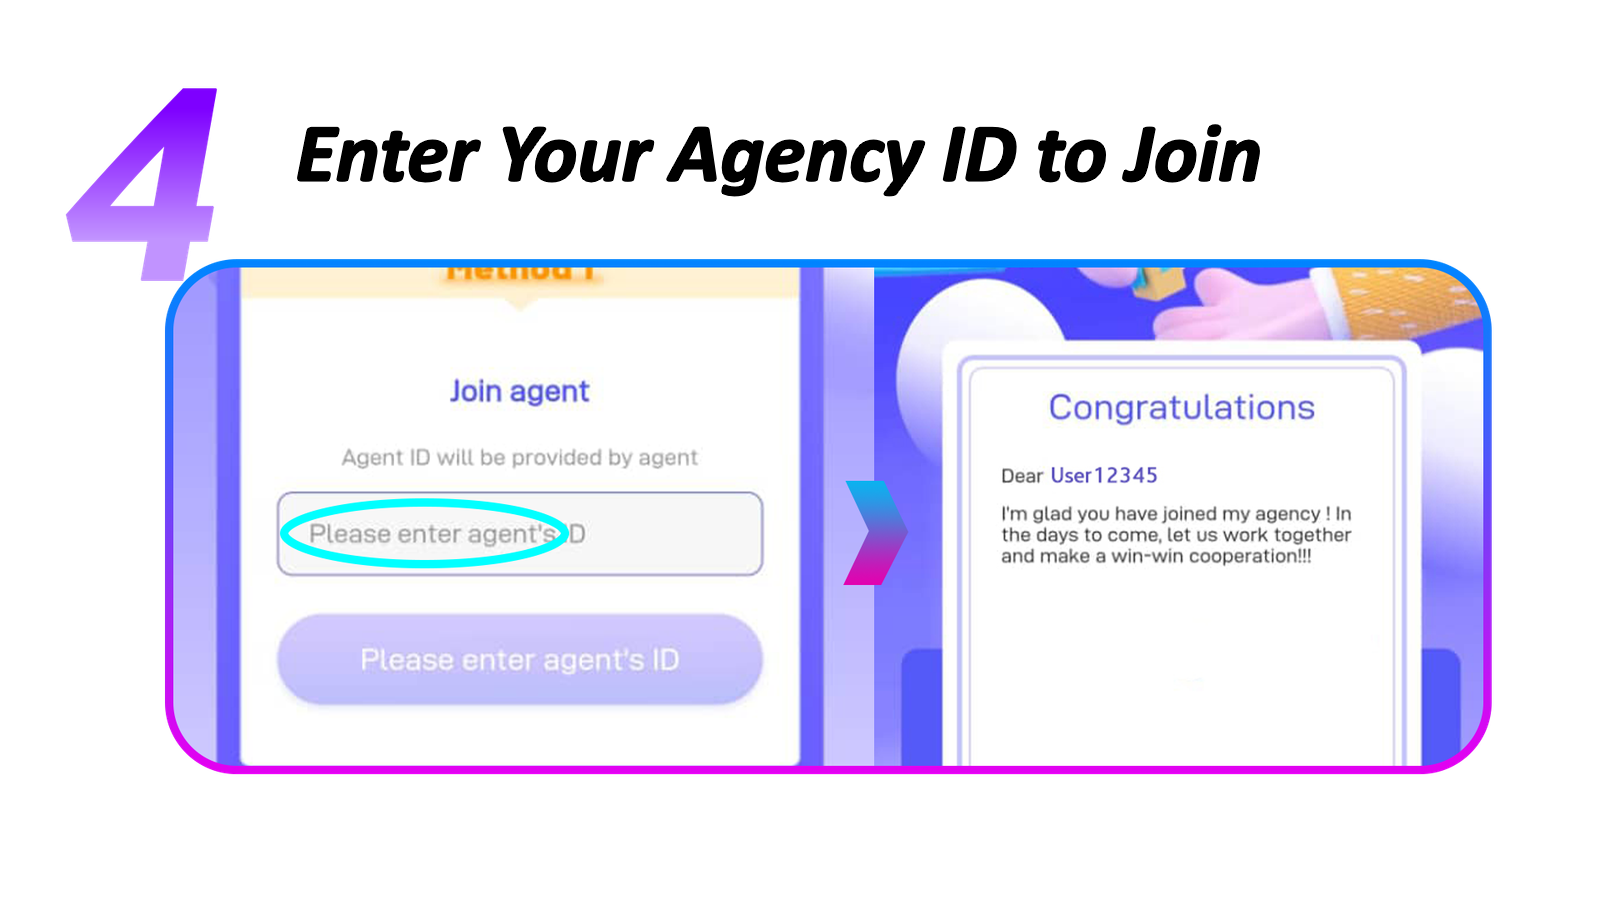 4
Enter Your Agency ID to Join
Method 1
Join agent
Agent ID will be provided by agent
Please enter agent's ID
Please enter agent's ID
Congratulations
Dear User12345
I'm glad you have joined my agency ! In
the days to come, let us work together
and make a win-win cooperation!!!